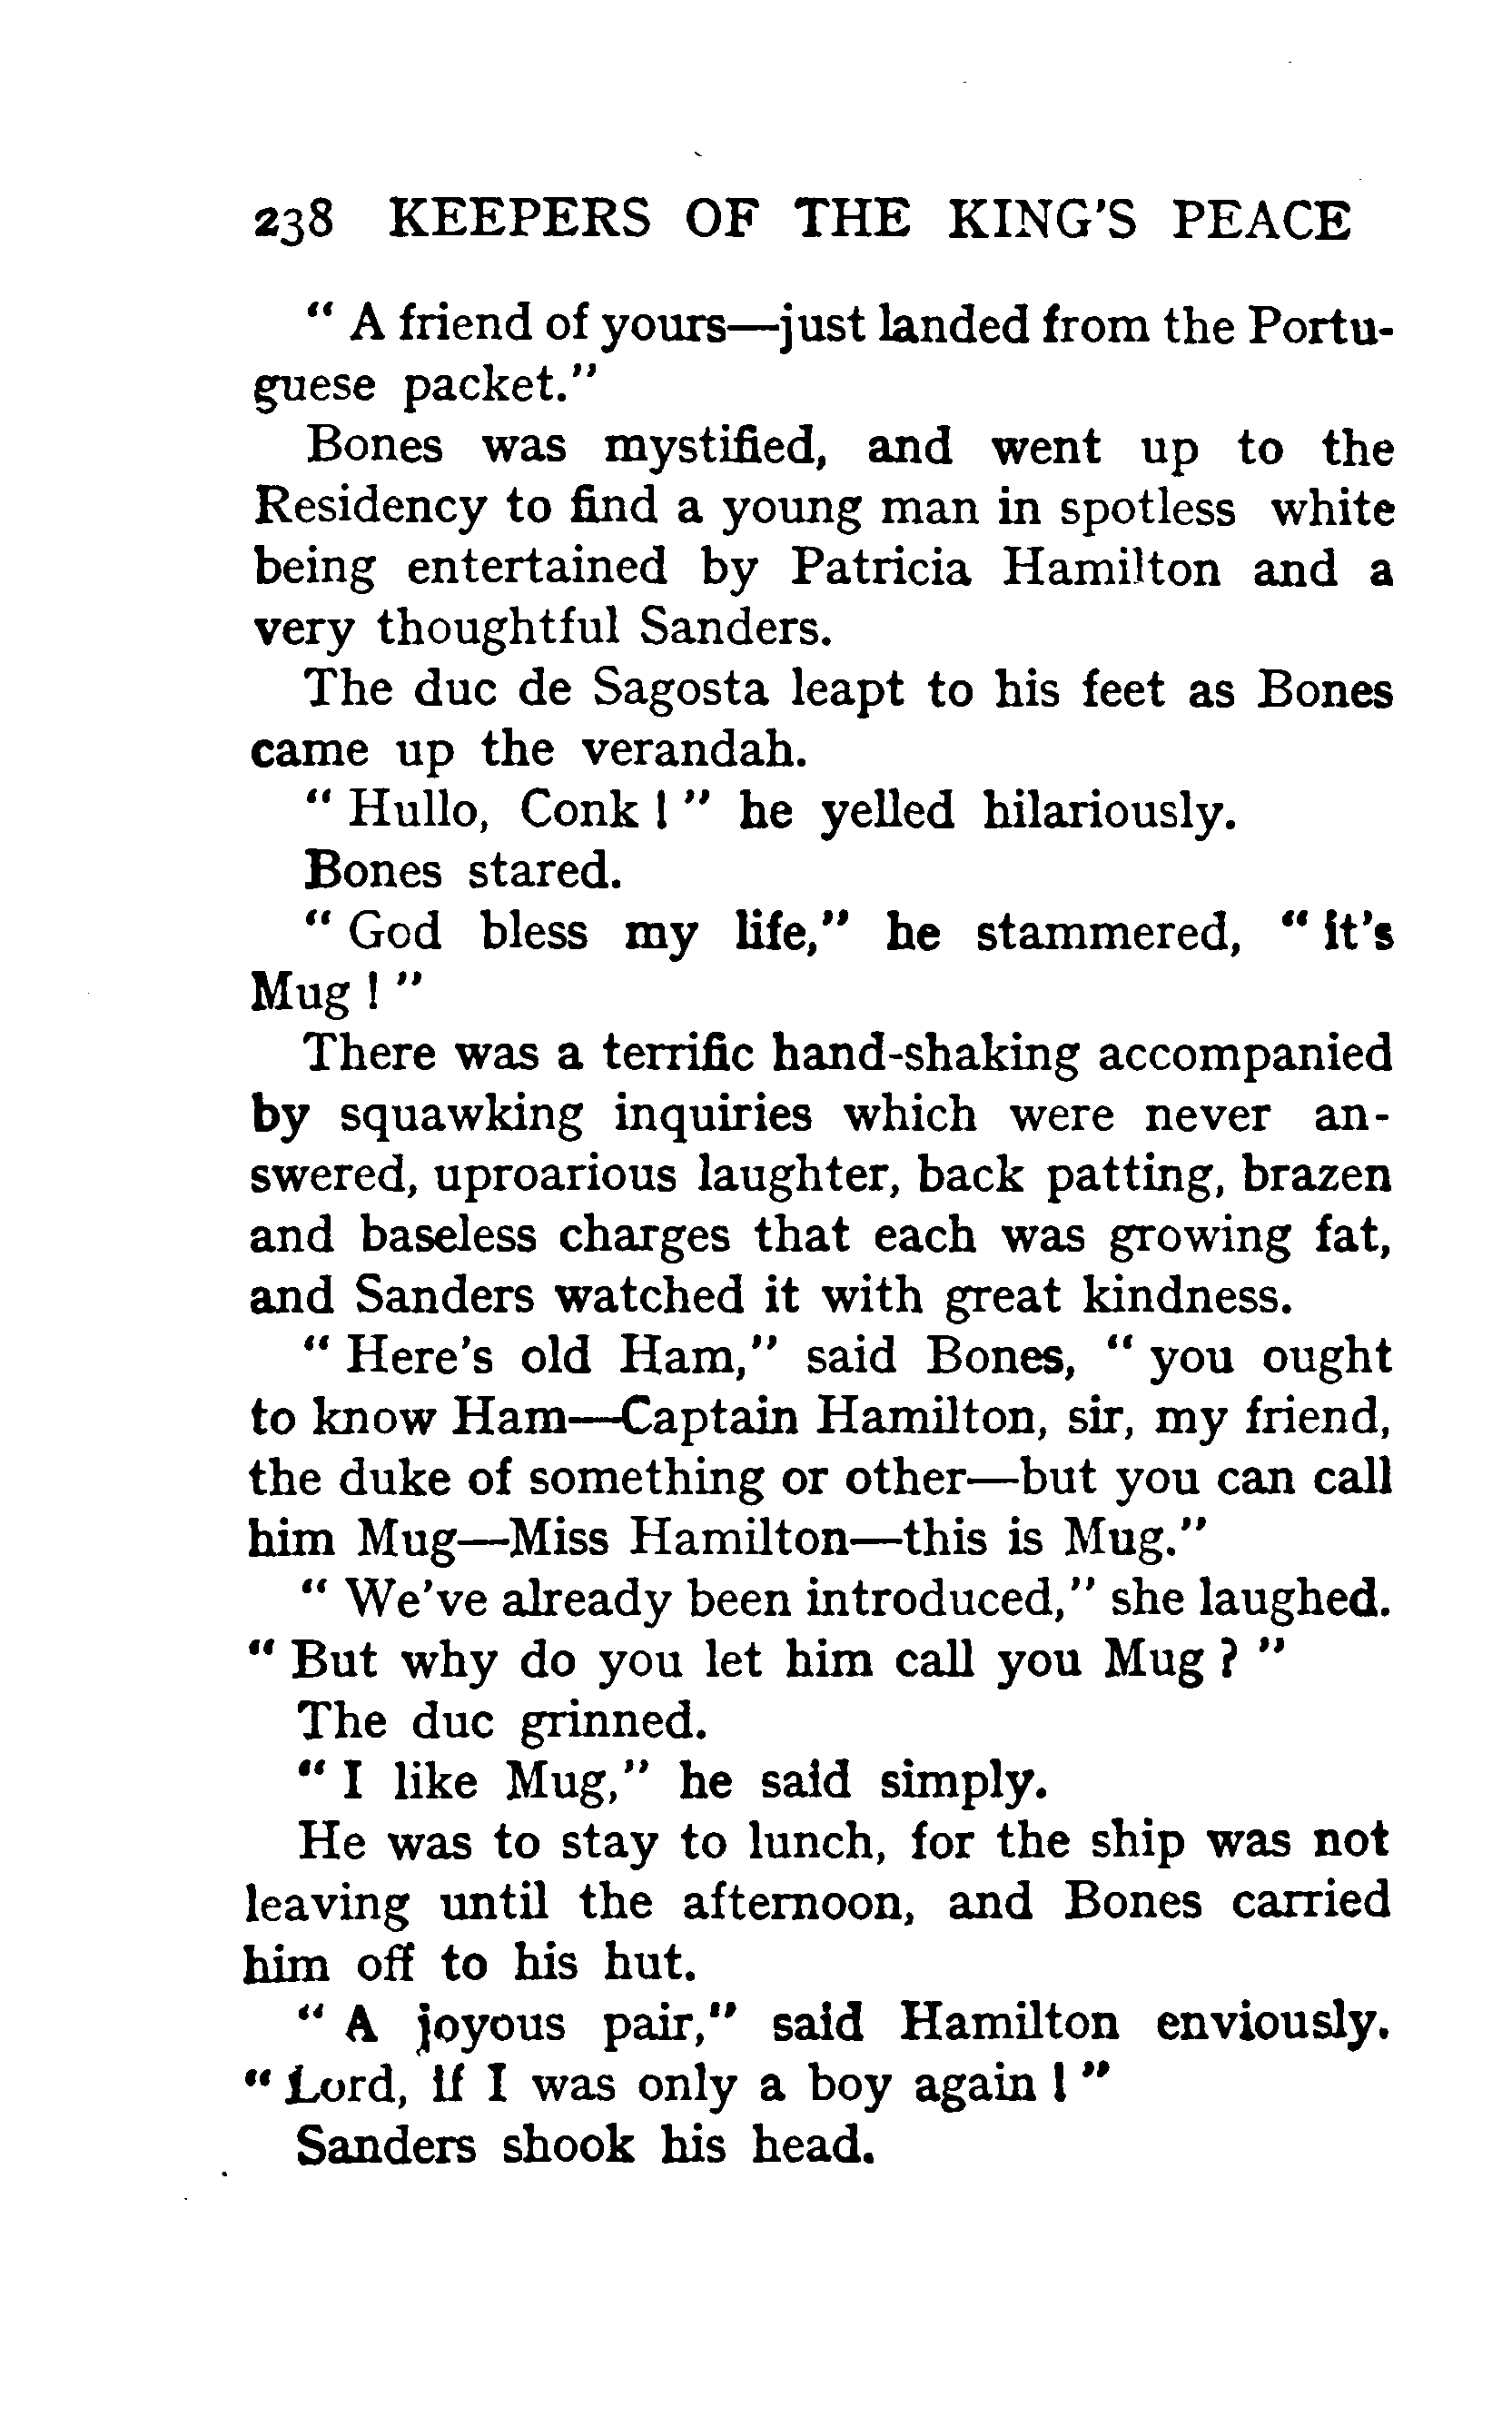 238 KEEPERS OF THE KING'S PEACE
" A friend of yours—just landed from the Portu-
guese packet."
Bones was mystified, and went up to the
Residency to find a young man in spotless white
being entertained by Patricia Hamilton and a
very thoughtful Sanders.
The duc de Sagosta leapt to his feet as Bones
came up the verandah.
" Hullo, Conk ! " he yelled hilariously.
Bones stared.
" God bless my life," he stammered, " it's
Mug ! "
There was a terrific hand-shaking accompanied
by squawking inquiries which were never an-
swered, uproarious laughter, back patting, brazen
and baseless charges that each was growing fat,
and Sanders watched it with great kindness.
" Here's old Ham," said Bones, " you ought
to know Ham—Captain Hamilton, sir, my friend,
the duke of something or other—but you can call
him Mug—Miss Hamilton—this is Mug."
" We've already been introduced," she laughed.
" But why do you let him call you Mug ? "
The duc grinned.
" I like Mug," he said simply.
He was to stay to lunch, for the ship was not
leaving until the afternoon, and Bones carried
him off to his hut.
" A joyous pair," said Hamilton enviously.
" Lord, if I was only a boy again ! "
Sanders shook his head.